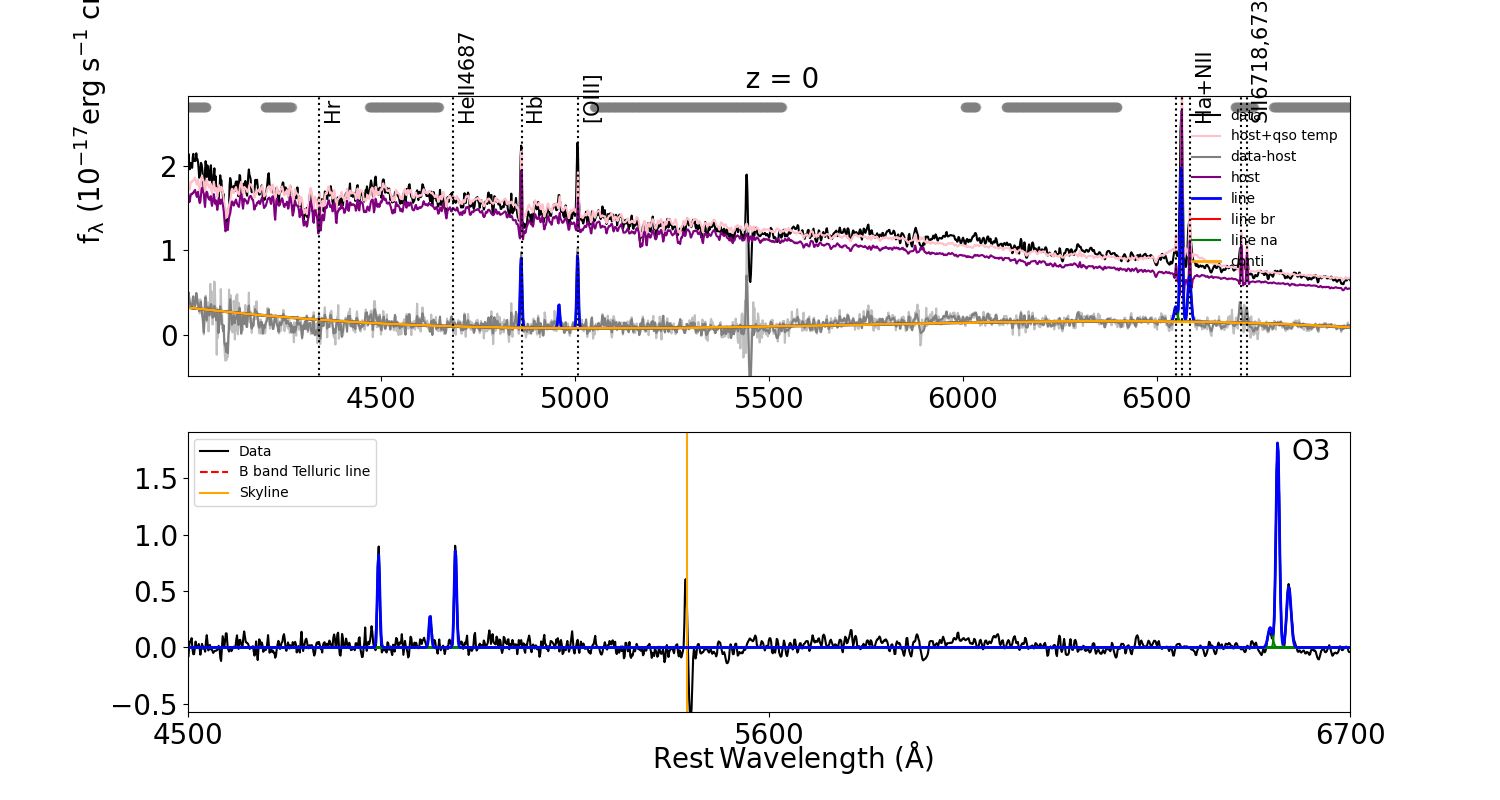 z = 0
f_λ (10⁻¹⁷erg s⁻¹ c
Hr
HeII4687
Hb
[OIII]
Ha+NII
SII6718,673
data
host+qso temp
data-host
host
line
line br
line na
conti
2
1
0
4500 5000 5500 6000 6500
Data
B band Telluric line
Skyline
O3
1.5
1.0
0.5
0.0
−0.5
4500 5600 6700
Rest Wavelength (Å)